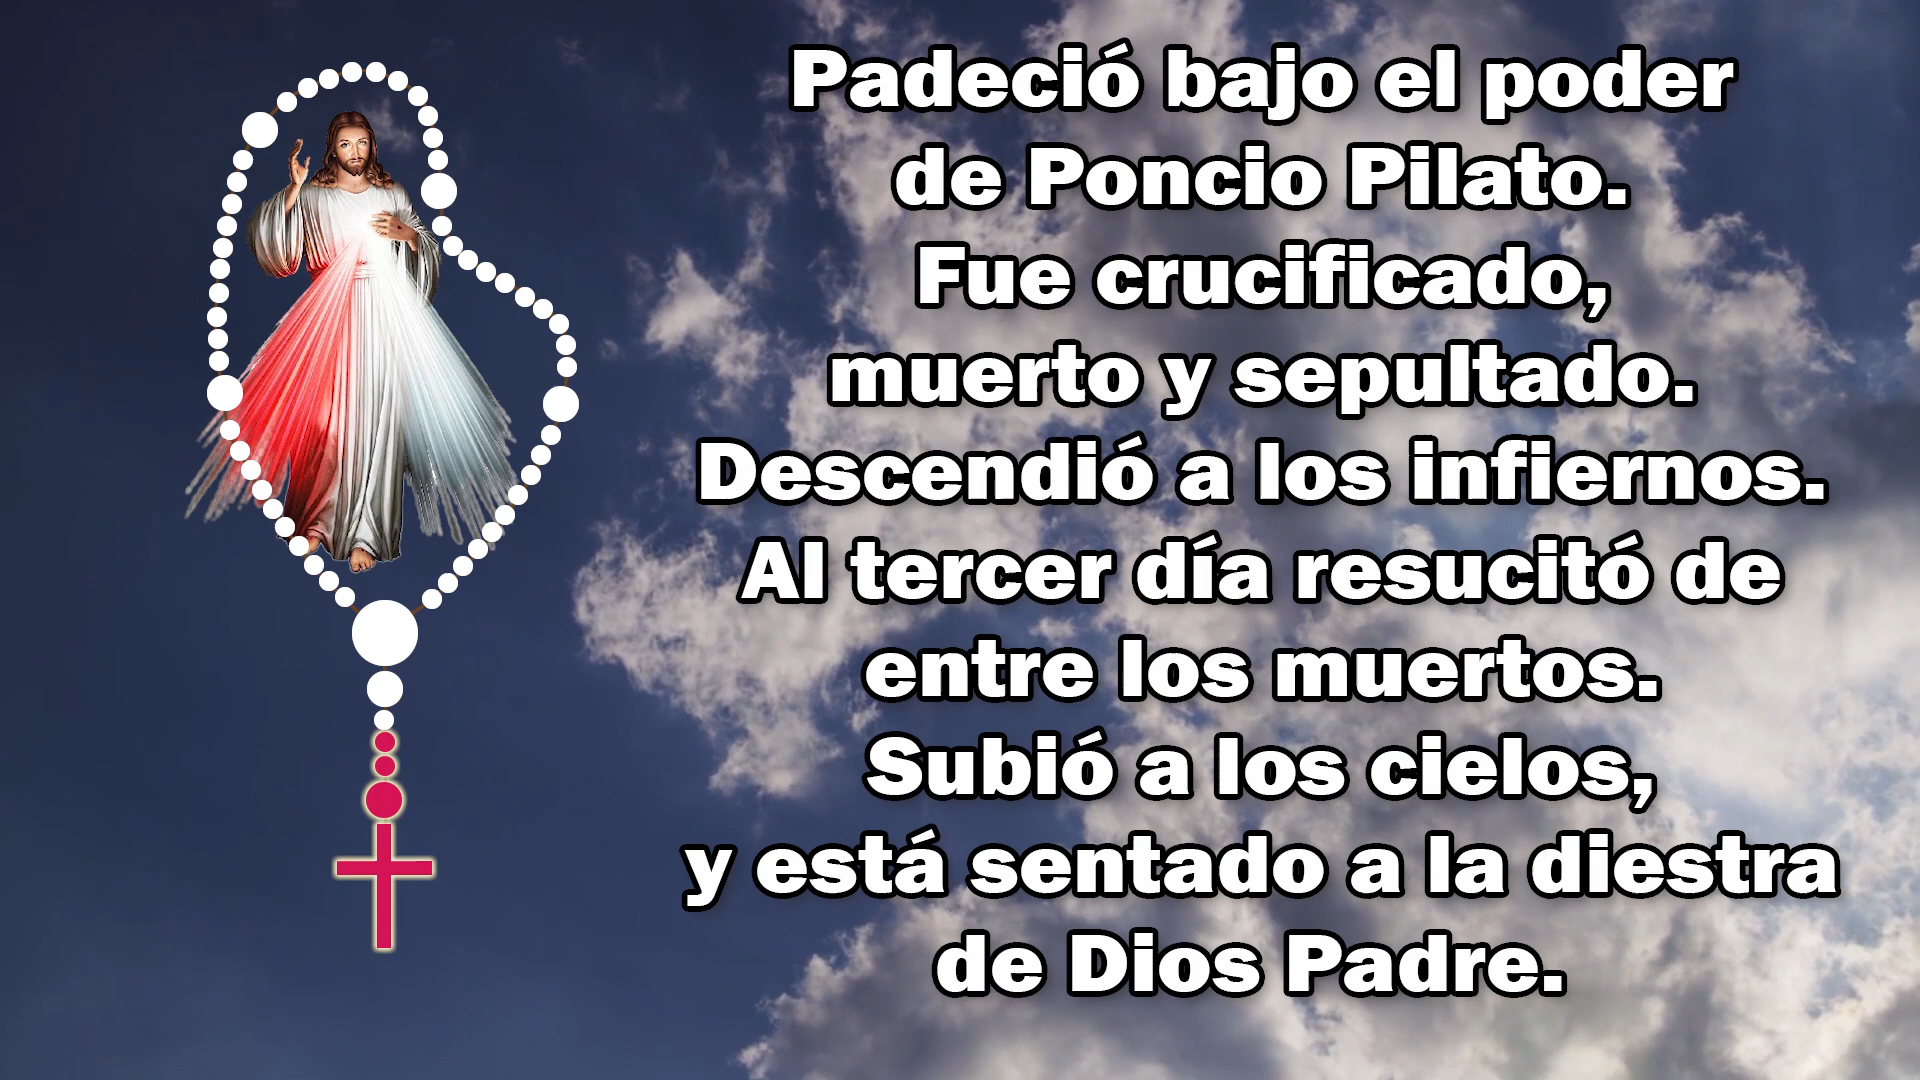 Padeció bajo el poder
de Poncio Pilato.
Fue crucificado,
muerto y sepultado.
Descendió a los infiernos.
Al tercer día resucitó de
entre los muertos.
Subió a los cielos,
y está sentado a la diestra
de Dios Padre.